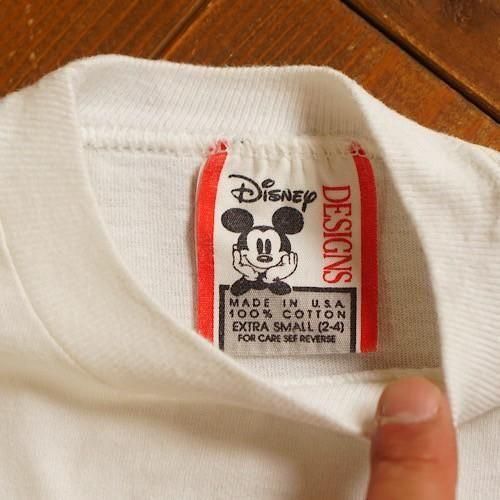 Disney
DESIGNS
MADE IN U.S.A.
100% COTTON
EXTRA SMALL (2-4)
FOR CARE SEE REVERSE